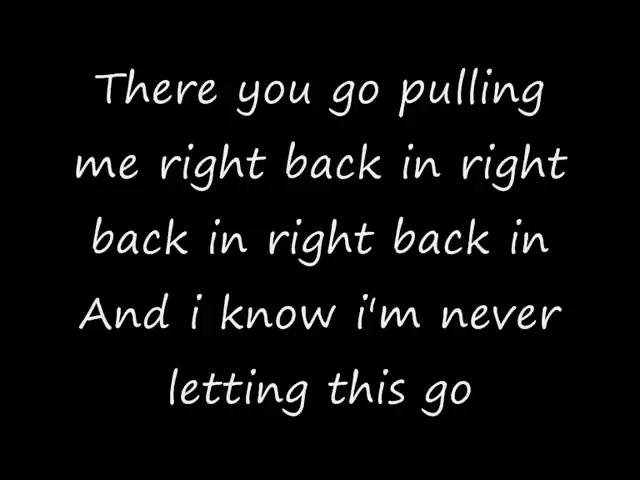 There you go pulling
me right back in right
back in right back in
And i know i'm never
letting this go